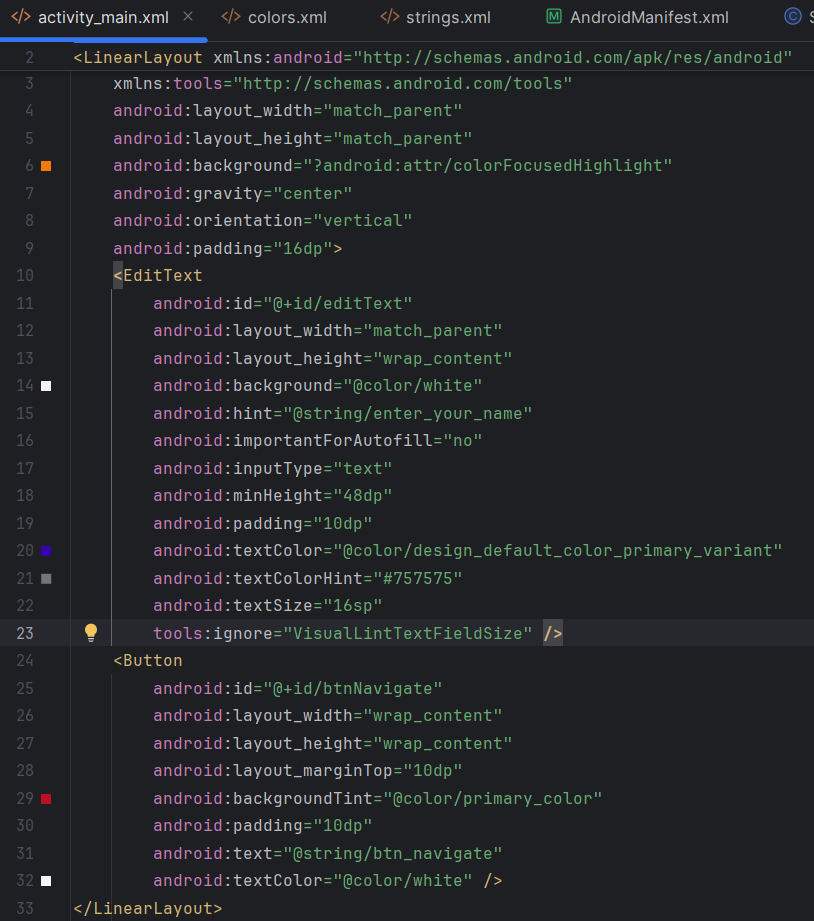 activity_main.xml
colors.xml
strings.xml
M AndroidManifest.xml
C
2 <LinearLayout xmlns:android="http://schemas.android.com/apk/res/android"
3 xmlns:tools="http://schemas.android.com/tools"
4 android:layout_width="match_parent"
5 android:layout_height="match_parent"
6 android:background="?android:attr/colorFocusedHighlight"
7 android:gravity="center"
8 android:orientation="vertical"
9 android:padding="16dp">
10 <EditText
11 android:id="@+id/editText"
12 android:layout_width="match_parent"
13 android:layout_height="wrap_content"
14 android:background="@color/white"
15 android:hint="@string/enter_your_name"
16 android:importantForAutofill="no"
17 android:inputType="text"
18 android:minHeight="48dp"
19 android:padding="10dp"
20 android:textColor="@color/design_default_color_primary_variant"
21 android:textColorHint="#757575"
22 android:textSize="16sp"
23 tools:ignore="VisualLintTextFieldSize" />
24 <Button
25 android:id="@+id/btnNavigate"
26 android:layout_width="wrap_content"
27 android:layout_height="wrap_content"
28 android:layout_marginTop="10dp"
29 android:backgroundTint="@color/primary_color"
30 android:padding="10dp"
31 android:text="@string/btn_navigate"
32 android:textColor="@color/white" />
33 </LinearLayout>